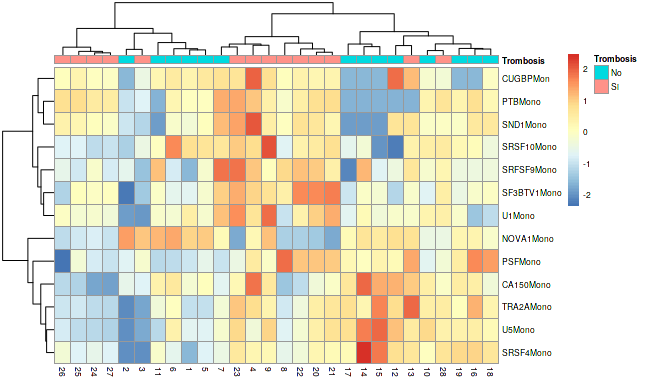 Trombosis
Trombosis
No
SI
2
1
0
-1
-2
CUGBPMon
PTBMono
SND1Mono
SRSF10Mono
SRFSF9Mono
SF3BTV1Mono
U1Mono
NOVA1Mono
PSFMono
CA150Mono
TRA2AMono
U5Mono
SRSF4Mono
26 25 24 27 2 3 11 6 1 5 7 23 4 9 8 22 20 21 17 14 15 12 13 10 28 19 16 18